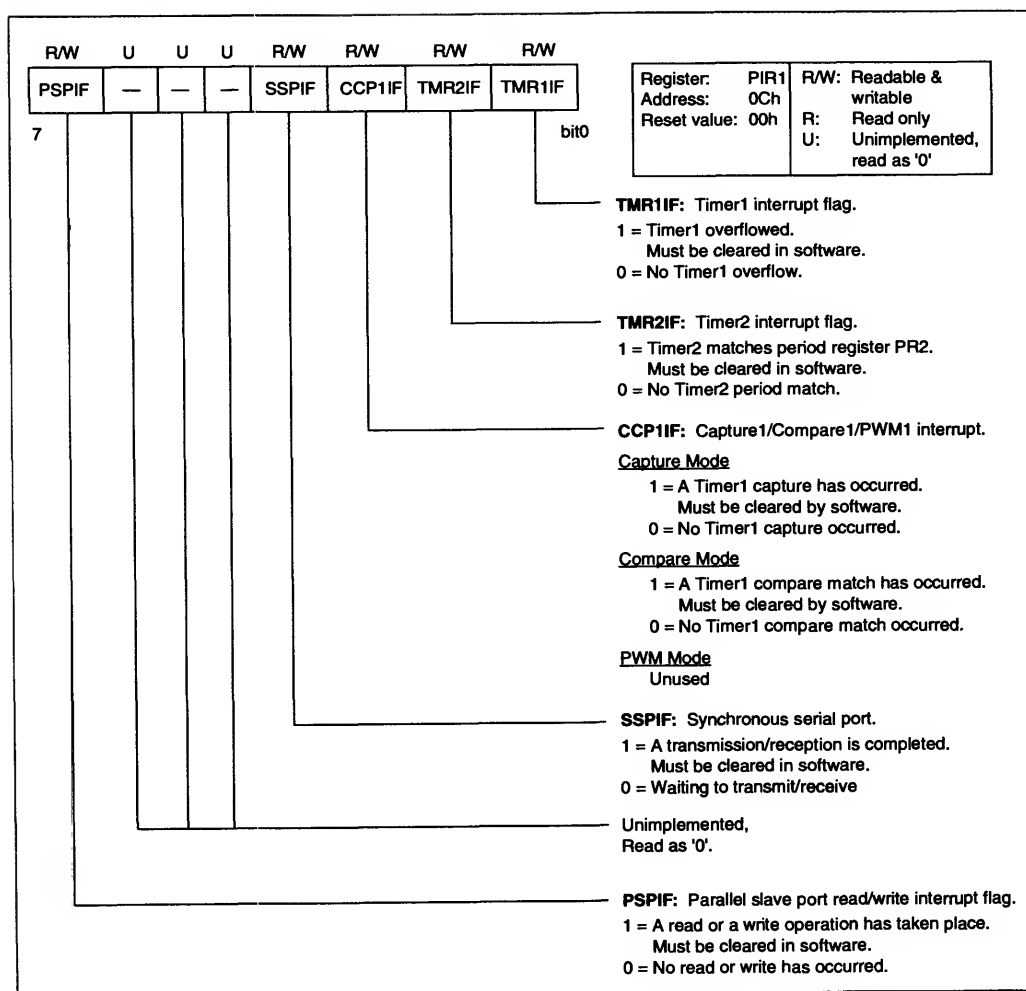 R/W U U U R/W R/W R/W R/W
PSPIF — — — SSPIF CCP1IF TMR2IF TMR1IF
7 bit0
Register: PIR1
Address: 0Ch
Reset value: 00h
R/W: Readable &
writable
R: Read only
U: Unimplemented,
read as '0'
TMR1IF: Timer1 interrupt flag.
1 = Timer1 overflowed.
Must be cleared in software.
0 = No Timer1 overflow.
TMR2IF: Timer2 interrupt flag.
1 = Timer2 matches period register PR2.
Must be cleared in software.
0 = No Timer2 period match.
CCP1IF: Capture1/Compare1/PWM1 interrupt.
Capture Mode
1 = A Timer1 capture has occurred.
Must be cleared by software.
0 = No Timer1 capture occurred.
Compare Mode
1 = A Timer1 compare match has occurred.
Must be cleared by software.
0 = No Timer1 compare match occurred.
PWM Mode
Unused
SSPIF: Synchronous serial port.
1 = A transmission/reception is completed.
Must be cleared in software.
0 = Waiting to transmit/receive
Unimplemented,
Read as '0'.
PSPIF: Parallel slave port read/write interrupt flag.
1 = A read or a write operation has taken place.
Must be cleared in software.
0 = No read or write has occurred.